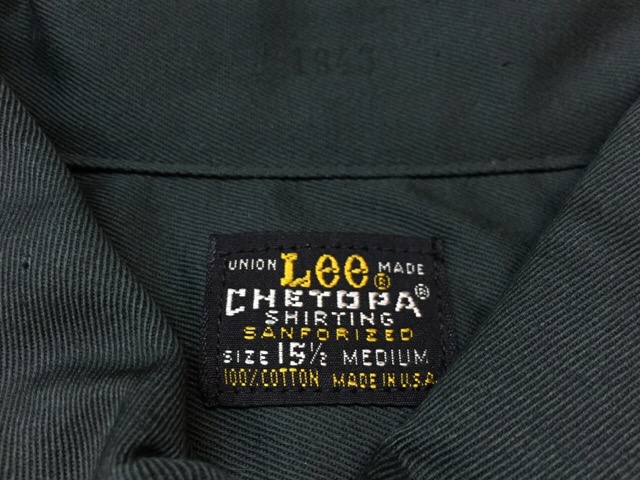 UNION Lee® MADE
CHETOPA®
SHIRTING
SANFORIZED
SIZE 15½ MEDIUM
100% COTTON MADE IN U.S.A.